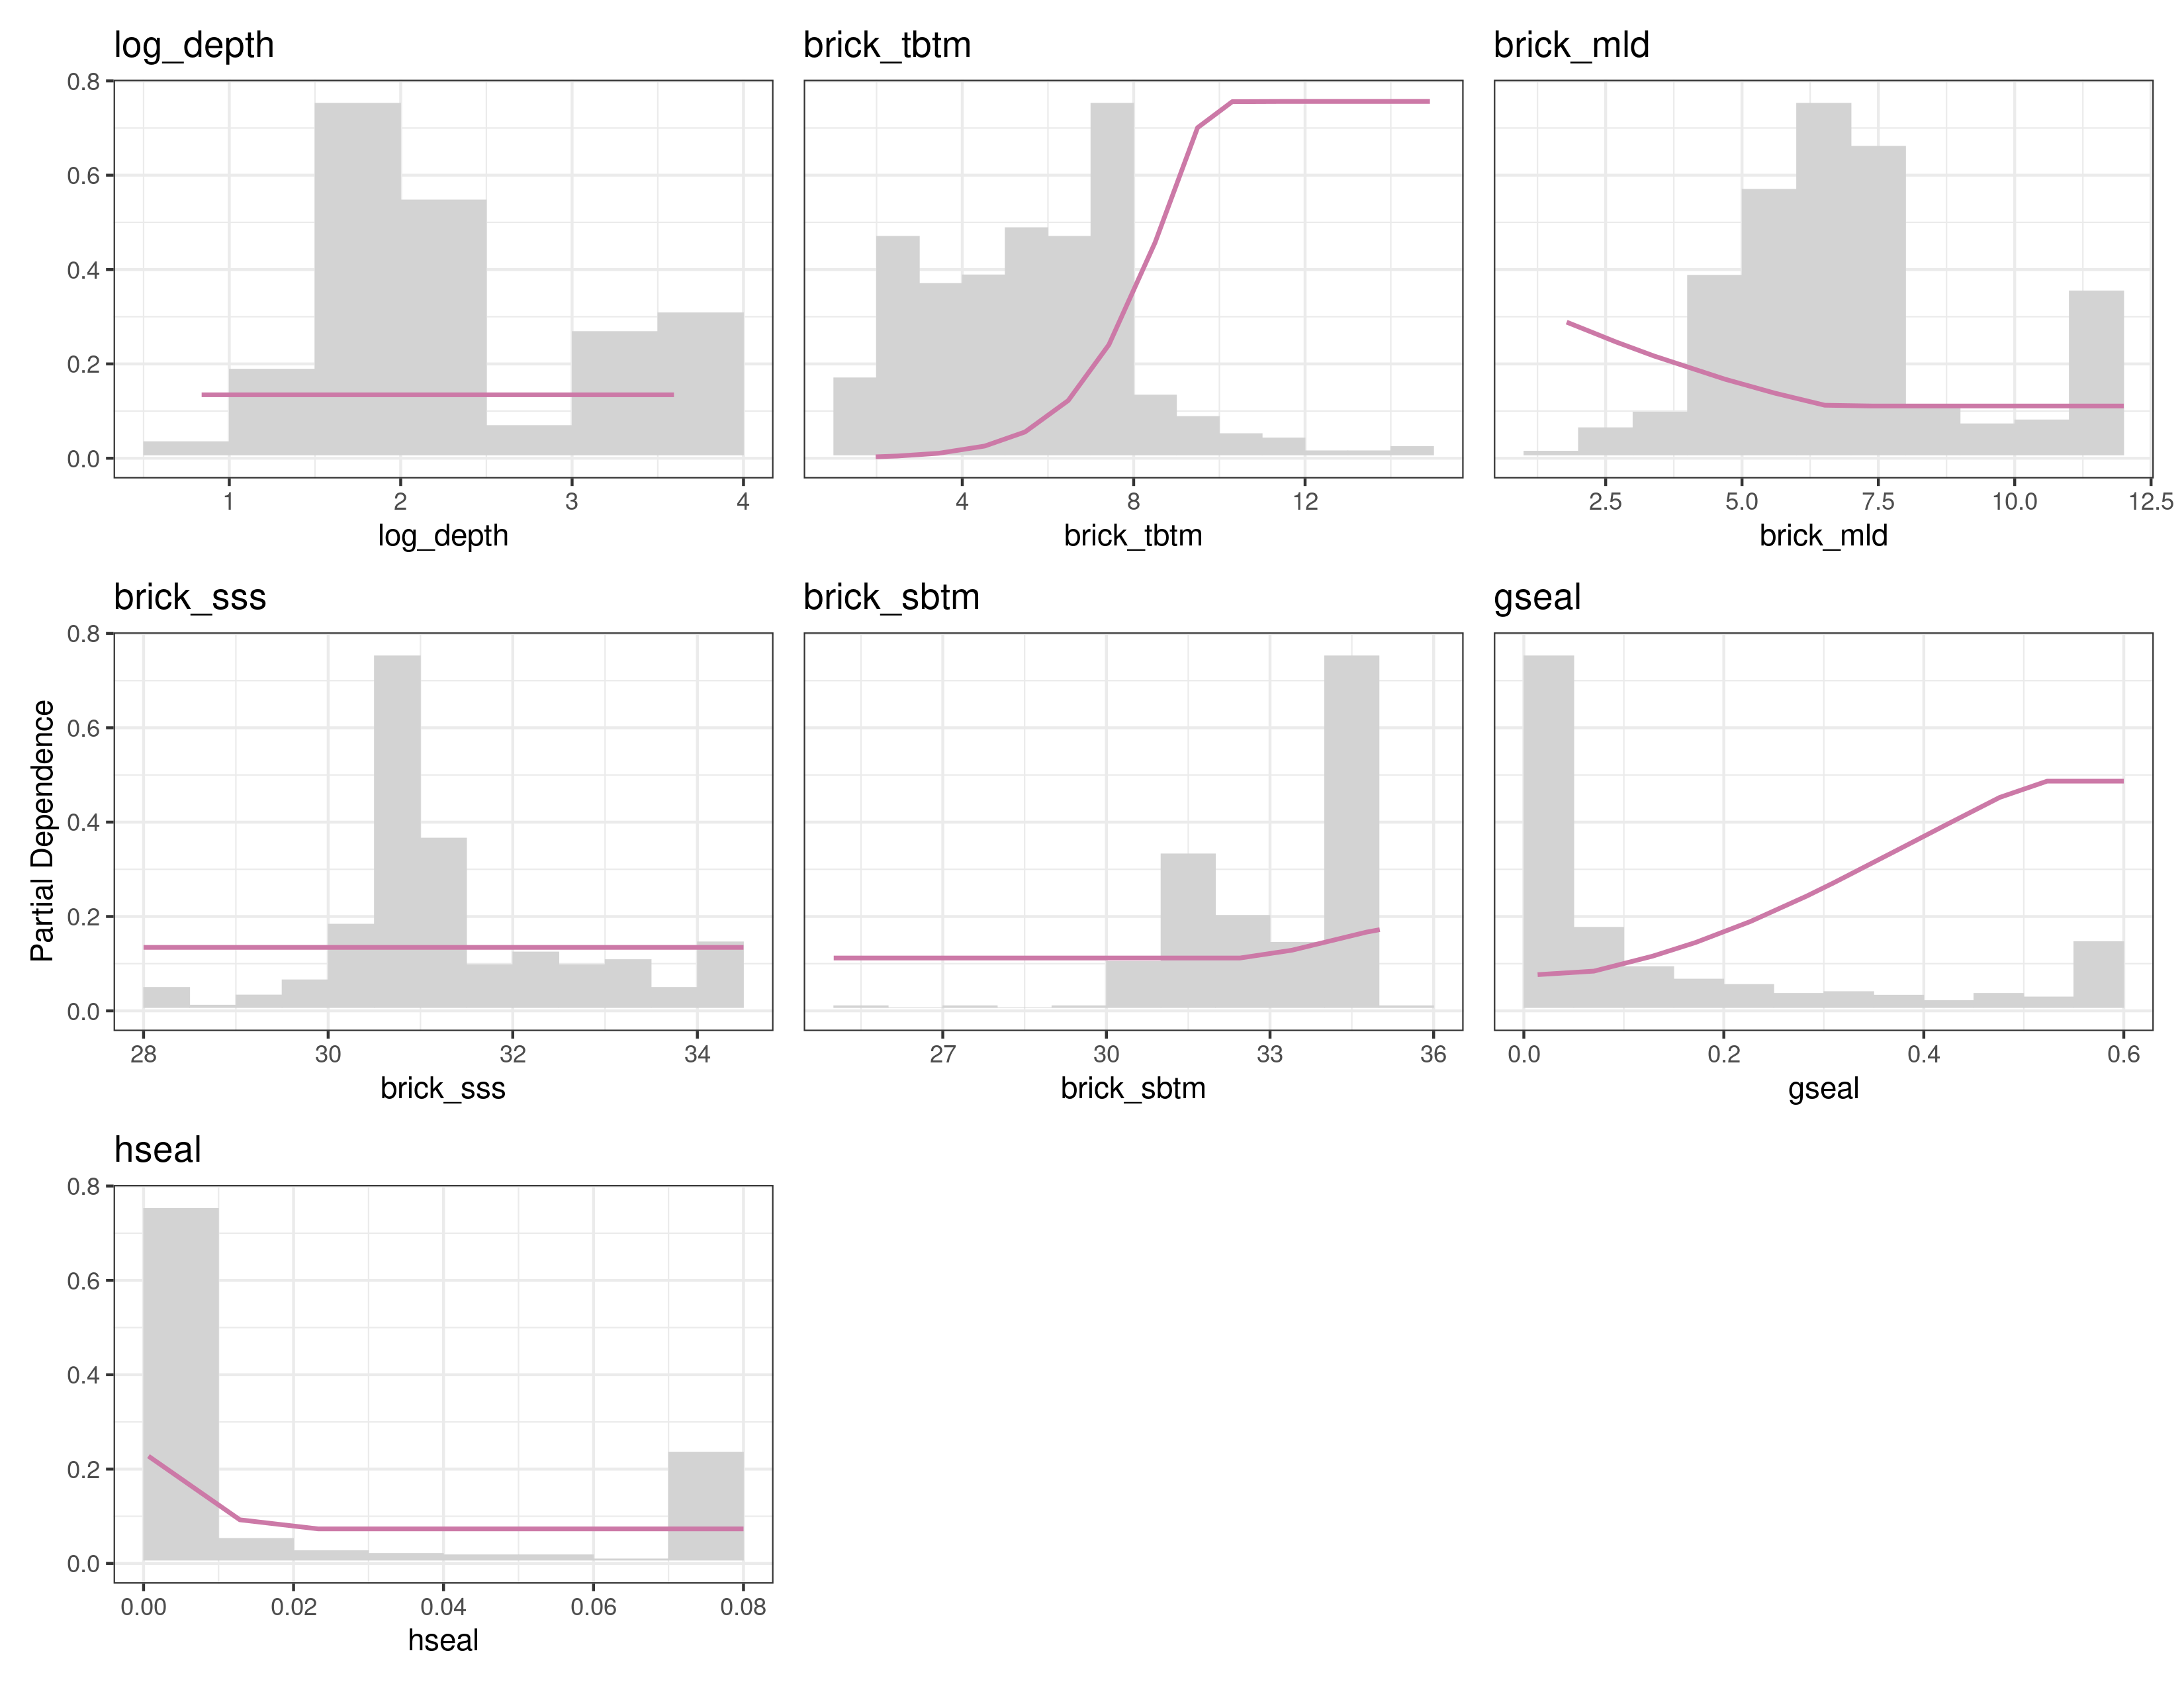 log_depth
brick_tbtm
brick_mld
0.8
0.6
0.4
0.2
0.0
1 2 3 4
4 8 12
2.5 5.0 7.5 10.0 12.5
log_depth
brick_tbtm
brick_mld
brick_sss
brick_sbtm
gseal
Partial Dependence
0.8
0.6
0.4
0.2
0.0
28 30 32 34
27 30 33 36
0.0 0.2 0.4 0.6
brick_sss
brick_sbtm
gseal
hseal
0.8
0.6
0.4
0.2
0.0
0.00 0.02 0.04 0.06 0.08
hseal